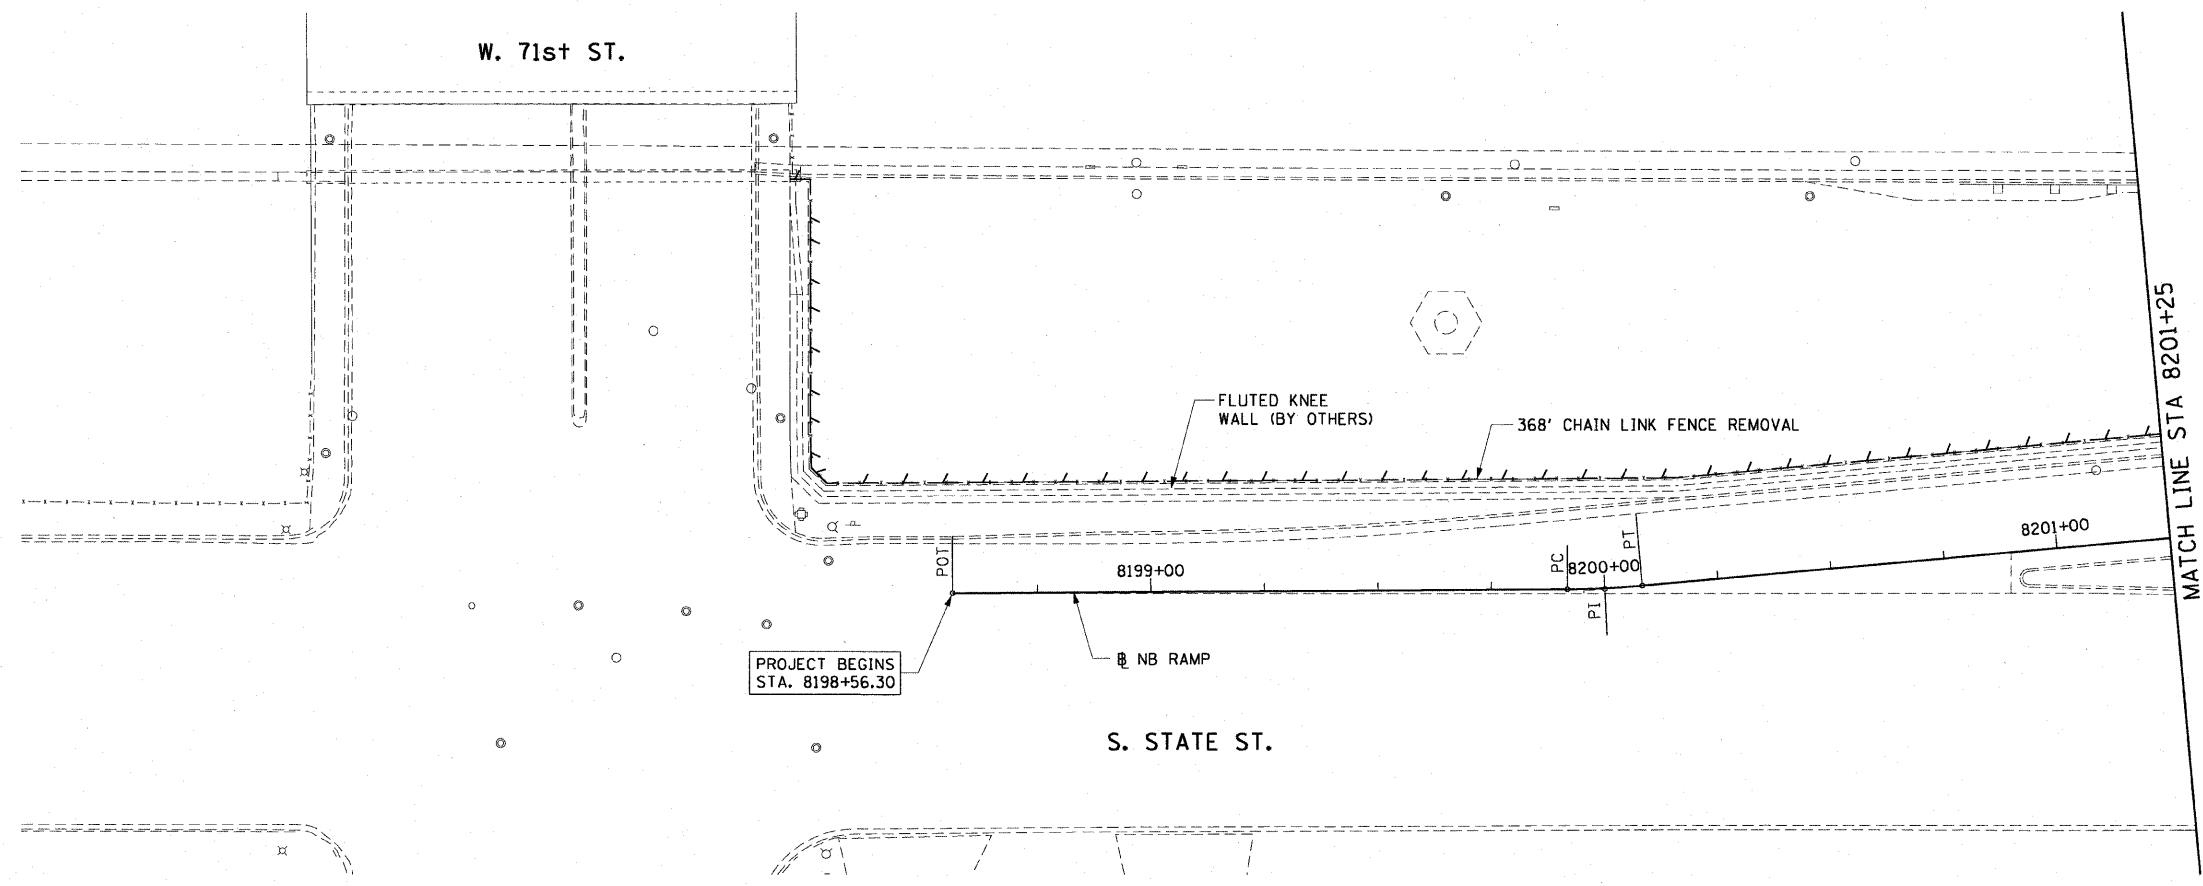 W. 71st ST.
MATCH LINE STA 8201+25
FLUTED KNEE
WALL (BY OTHERS)
368' CHAIN LINK FENCE REMOVAL
POT
8199+00
PC
8200+00
PT
8201+00
PI
PROJECT BEGINS
STA. 8198+56.30
℄ NB RAMP
S. STATE ST.